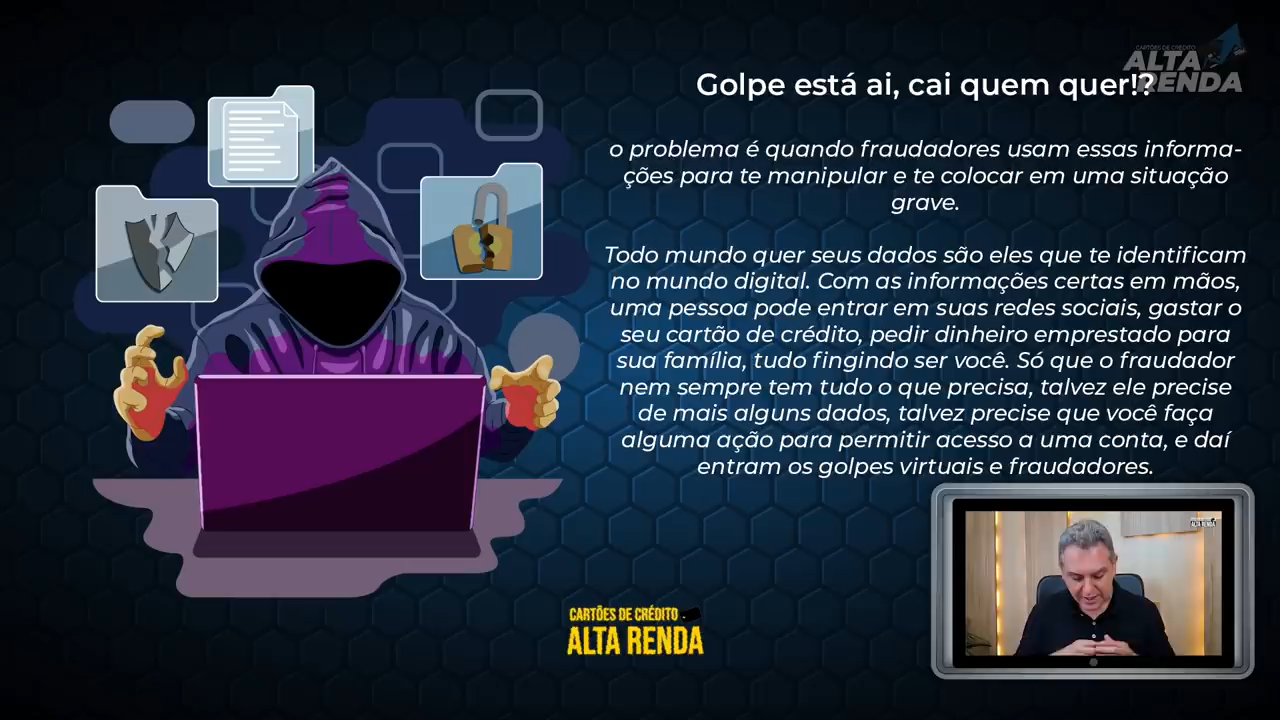 CARTÕES DE CRÉDITO
ALTA
RENDA
Golpe está ai, cai quem quer!?
o problema é quando fraudadores usam essas informa-
ções para te manipular e te colocar em uma situação
grave.
Todo mundo quer seus dados são eles que te identificam
no mundo digital. Com as informações certas em mãos,
uma pessoa pode entrar em suas redes sociais, gastar o
seu cartão de crédito, pedir dinheiro emprestado para
sua família, tudo fingindo ser você. Só que o fraudador
nem sempre tem tudo o que precisa, talvez ele precise
de mais alguns dados, talvez precise que você faça
alguma ação para permitir acesso a uma conta, e daí
entram os golpes virtuais e fraudadores.
ALTA RENDA
CARTÕES DE CRÉDITO
ALTA RENDA